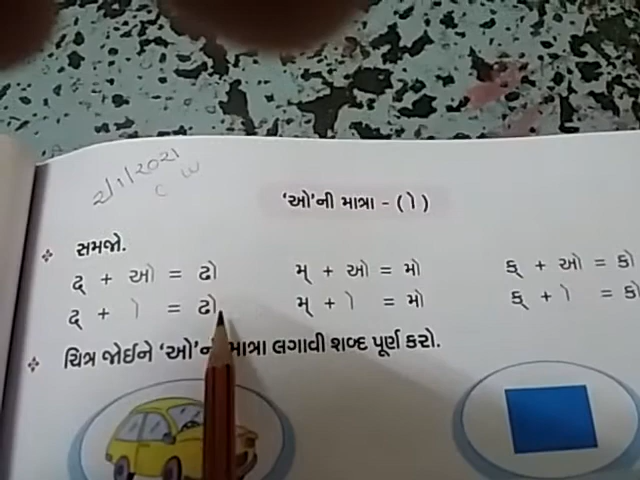 2/1/2021
C W
'ઓ'ની માત્રા - (ો)
❖ સમજો.
દ્ + ઓ = દો મ્ + ઓ = મો ક્ + ઓ = કો
દ્ + ો = દો મ્ + ો = મો ક્ + ો = કો
❖ ચિત્ર જોઈને 'ઓ'ની માત્રા લગાવી શબ્દ પૂર્ણ કરો.